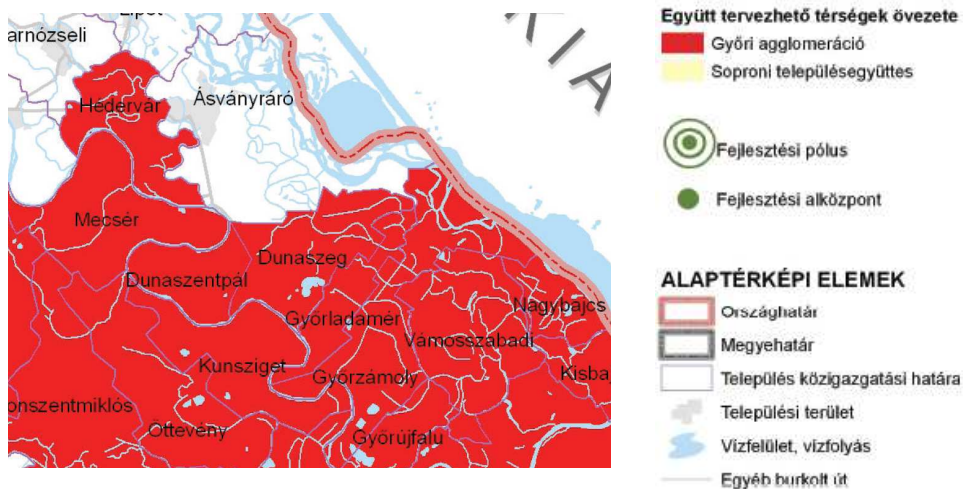 Lipót
arnózseli
KIA
Hédervár
Ásványráró
Mecsér
Dunaszentpál
Dunaszeg
Nagybajcs
Győrladamér
Vámosszabadi
Kunsziget
Győrzámoly
Kisbaj
onszentmiklós
Öttevény
Győrújfalu
Együtt tervezhető térségek övezete
Győri agglomeráció
Soproni településegyüttes
Fejlesztési pólus
Fejlesztési alközpont
ALAPTÉRKÉPI ELEMEK
Országhatár
Megyehatár
Település közigazgatási határa
Települési terület
Vízfelület, vízfolyás
Egyéb burkolt út